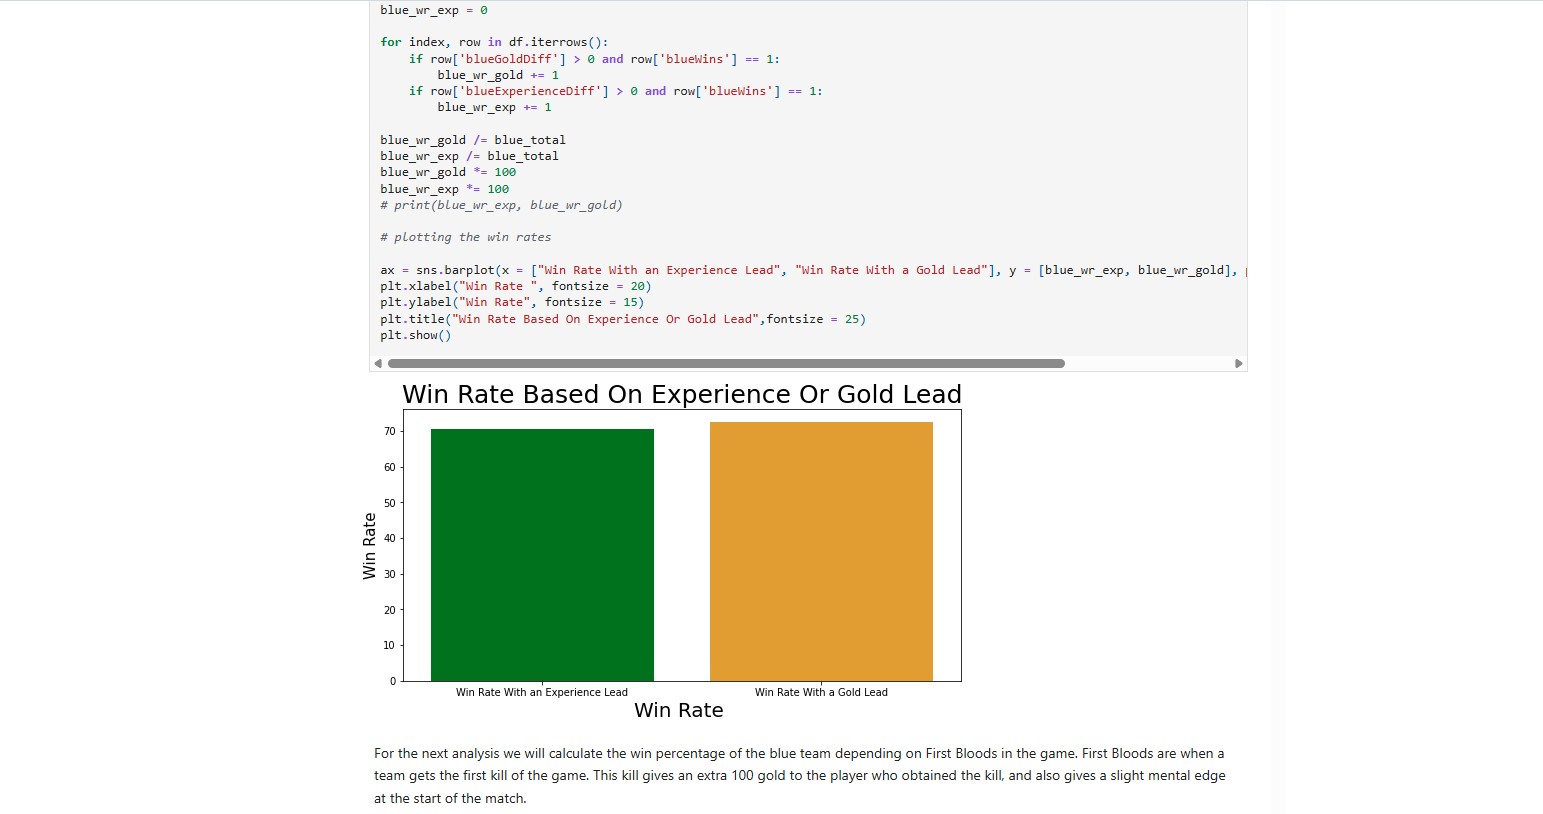 blue_wr_exp = 0
for index, row in df.iterrows():
    if row['blueGoldDiff'] > 0 and row['blueWins'] == 1:
        blue_wr_gold += 1
    if row['blueExperienceDiff'] > 0 and row['blueWins'] == 1:
        blue_wr_exp += 1
blue_wr_gold /= blue_total
blue_wr_exp /= blue_total
blue_wr_gold *= 100
blue_wr_exp *= 100
# print(blue_wr_exp, blue_wr_gold)
# plotting the win rates
ax = sns.barplot(x = ["Win Rate With an Experience Lead", "Win Rate With a Gold Lead"], y = [blue_wr_exp, blue_wr_gold],
plt.xlabel("Win Rate ", fontsize = 20)
plt.ylabel("Win Rate", fontsize = 15)
plt.title("Win Rate Based On Experience Or Gold Lead",fontsize = 25)
plt.show()
Win Rate Based On Experience Or Gold Lead
70
60
50
40
30
20
10
0
Win Rate
Win Rate With an Experience Lead
Win Rate With a Gold Lead
Win Rate
For the next analysis we will calculate the win percentage of the blue team depending on First Bloods in the game. First Bloods are when a
team gets the first kill of the game. This kill gives an extra 100 gold to the player who obtained the kill, and also gives a slight mental edge
at the start of the match.